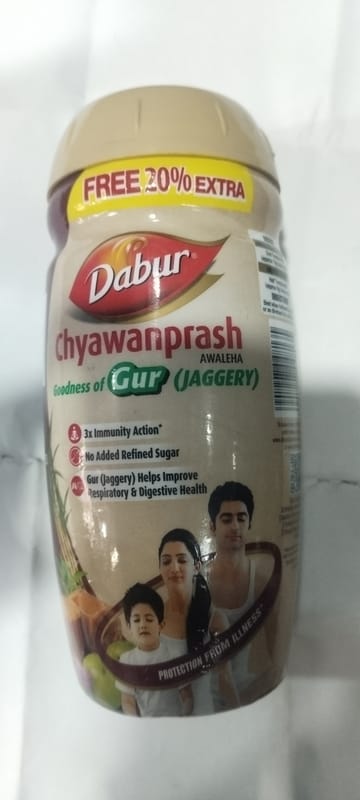 FREE 20% EXTRA
Dabur
Chyawanprash
AWALEHA
Goodness of Gur (JAGGERY)
3x Immunity Action*
No Added Refined Sugar
Gur (Jaggery) Helps Improve
Respiratory & Digestive Health
PROTECTION FROM ILLNESS*